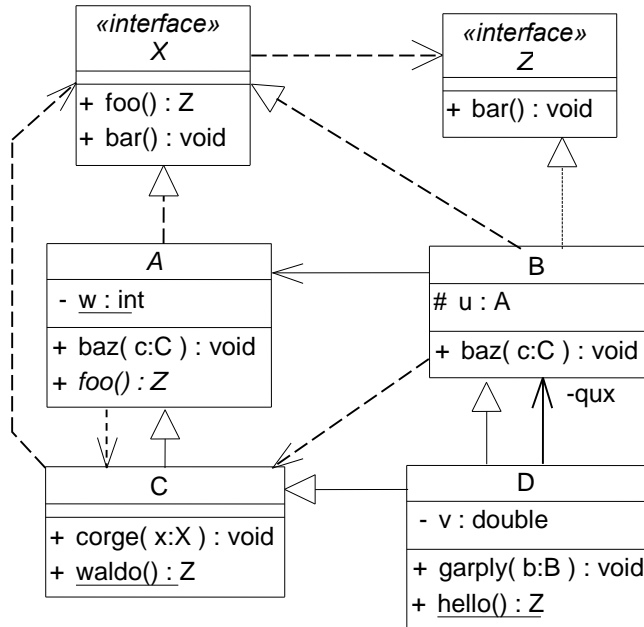 «interface»
X
+ foo() : Z
+ bar() : void
«interface»
Z
+ bar() : void
A
- w : int
+ baz( c:C ) : void
+ foo() : Z
B
# u : A
+ baz( c:C ) : void
-qux
C
+ corge( x:X ) : void
+ waldo() : Z
D
- v : double
+ garply( b:B ) : void
+ hello() : Z